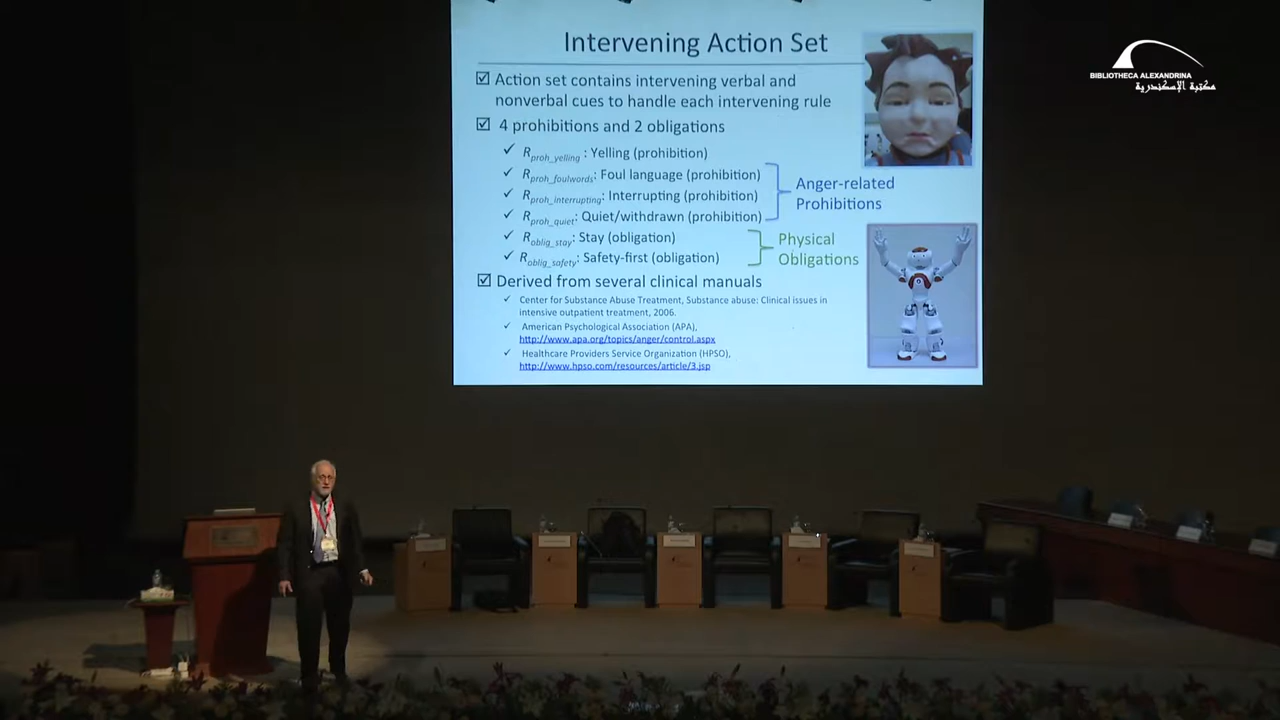 Intervening Action Set
☑ Action set contains intervening verbal and
nonverbal cues to handle each intervening rule
☑ 4 prohibitions and 2 obligations
✓ Rproh_yelling : Yelling (prohibition)
✓ Rproh_foulwords: Foul language (prohibition)
✓ Rproh_interrupting: Interrupting (prohibition)
✓ Rproh_quiet: Quiet/withdrawn (prohibition)
Anger-related
Prohibitions
✓ Roblig_stay: Stay (obligation)
✓ Roblig_safety: Safety-first (obligation)
Physical
Obligations
☑ Derived from several clinical manuals
✓ Center for Substance Abuse Treatment, Substance abuse: Clinical issues in
intensive outpatient treatment, 2006.
✓ American Psychological Association (APA),
http://www.apa.org/topics/anger/control.aspx
✓ Healthcare Providers Service Organization (HPSO),
http://www.hpso.com/resources/article/3.jsp
BIBLIOTHECA ALEXANDRINA
مكتبة الإسكندرية